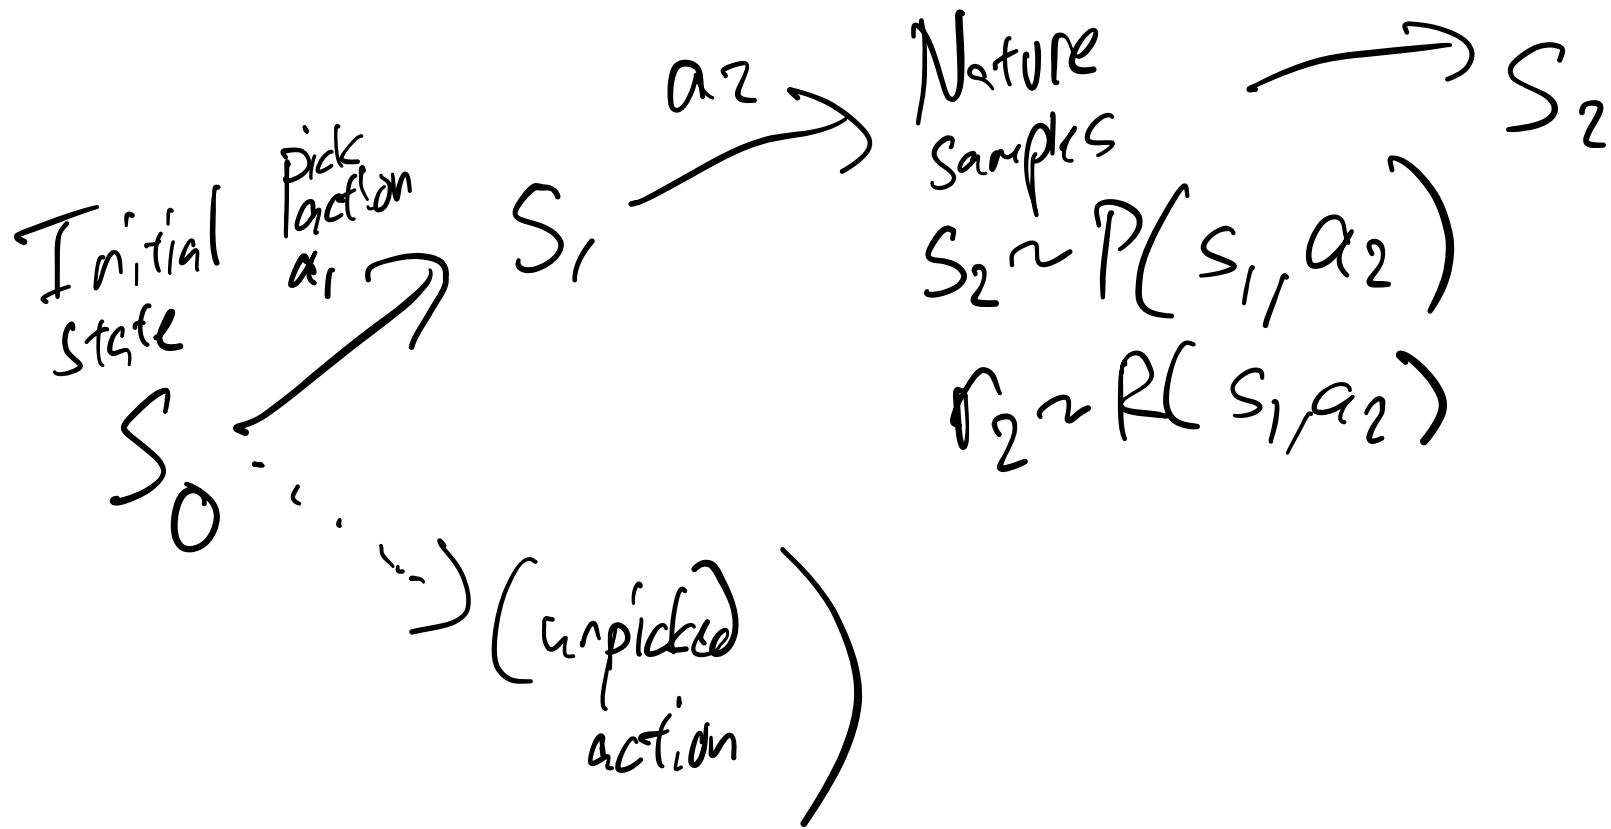 Initial
state
S0
pick
action
a1
S1
a2
Nature
samples
s2 ~ P(s1, a2)
r2 ~ R(s1, a2)
S2
(unpicked
action)